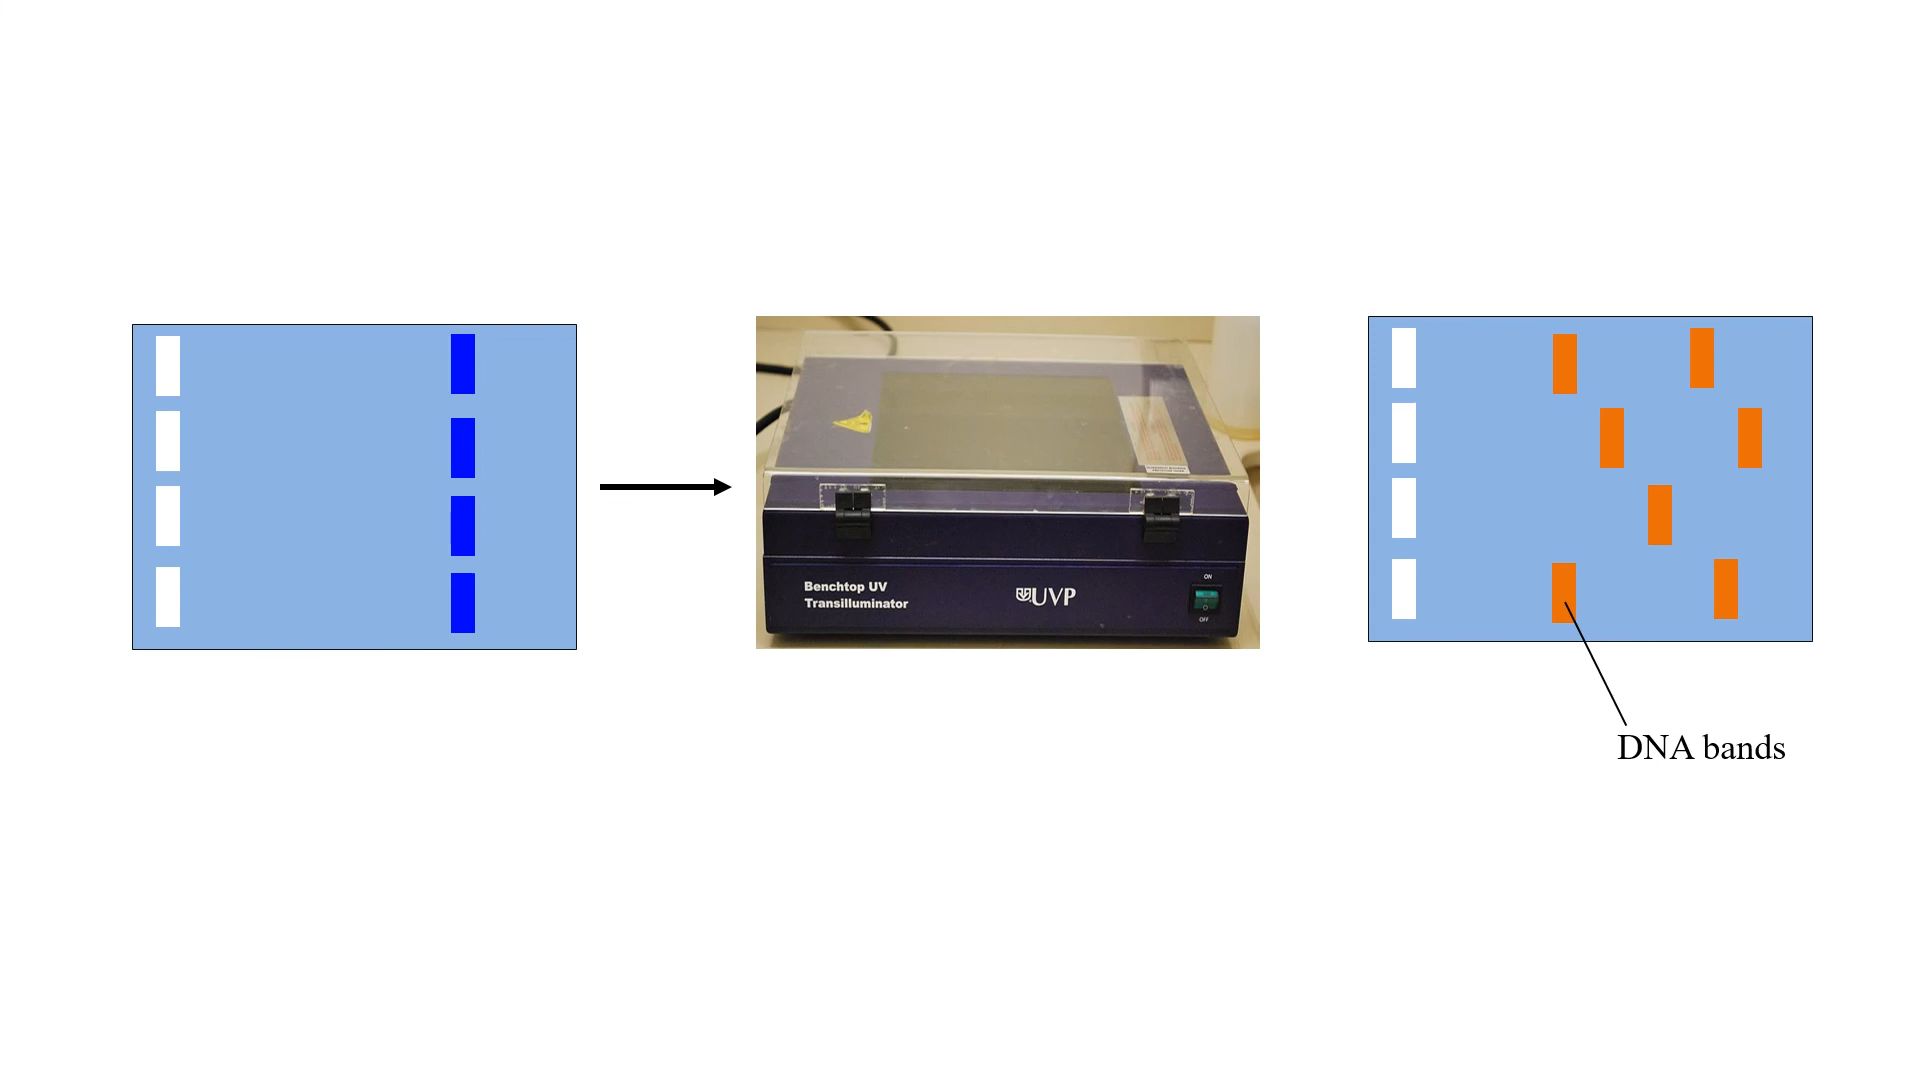 Benchtop UV
Transilluminator
UVP
ON
OFF
DNA bands